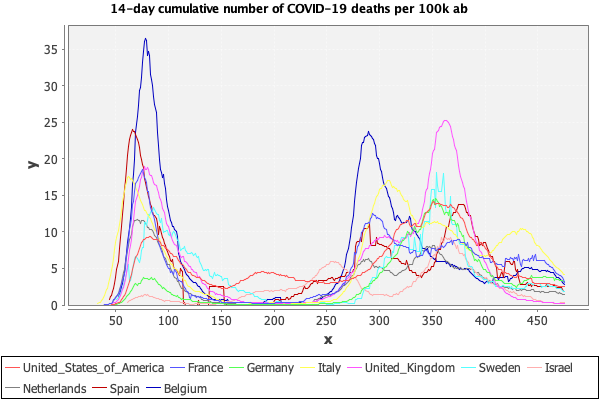 14-day cumulative number of COVID-19 deaths per 100k ab
35
30
25
20
15
10
5
0
y
50 100 150 200 250 300 350 400 450
x
United_States_of_America France Germany Italy United_Kingdom Sweden Israel
Netherlands Spain Belgium